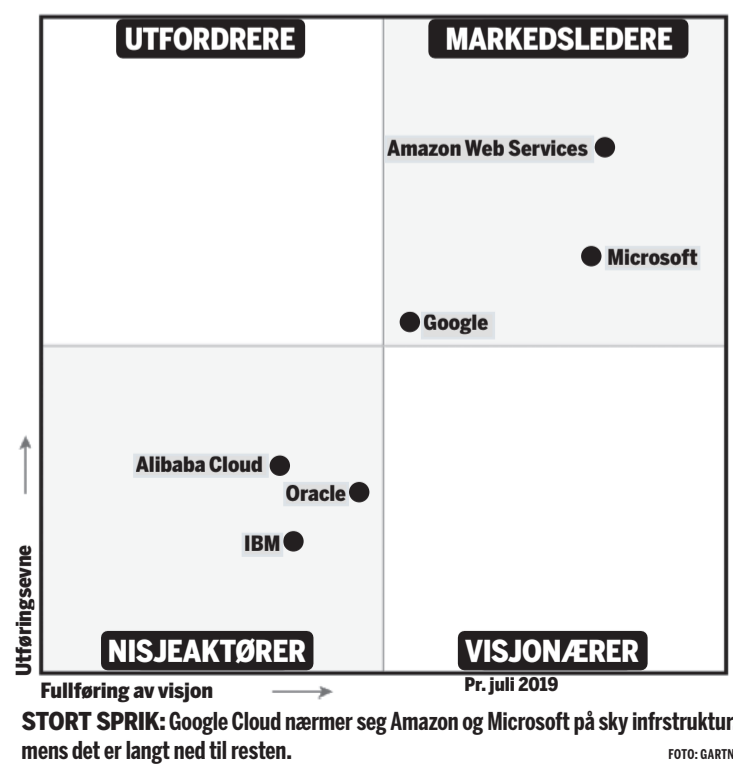 UTFORDRERE
MARKEDSLEDERE
Amazon Web Services
Microsoft
Google
Alibaba Cloud
Oracle
IBM
Utføringsevne
NISJEAKTØRER
VISJONÆRER
Fullføring av visjon
Pr. juli 2019
STORT SPRIK: Google Cloud nærmer seg Amazon og Microsoft på sky infrstruktur
mens det er langt ned til resten.
FOTO: GARTN